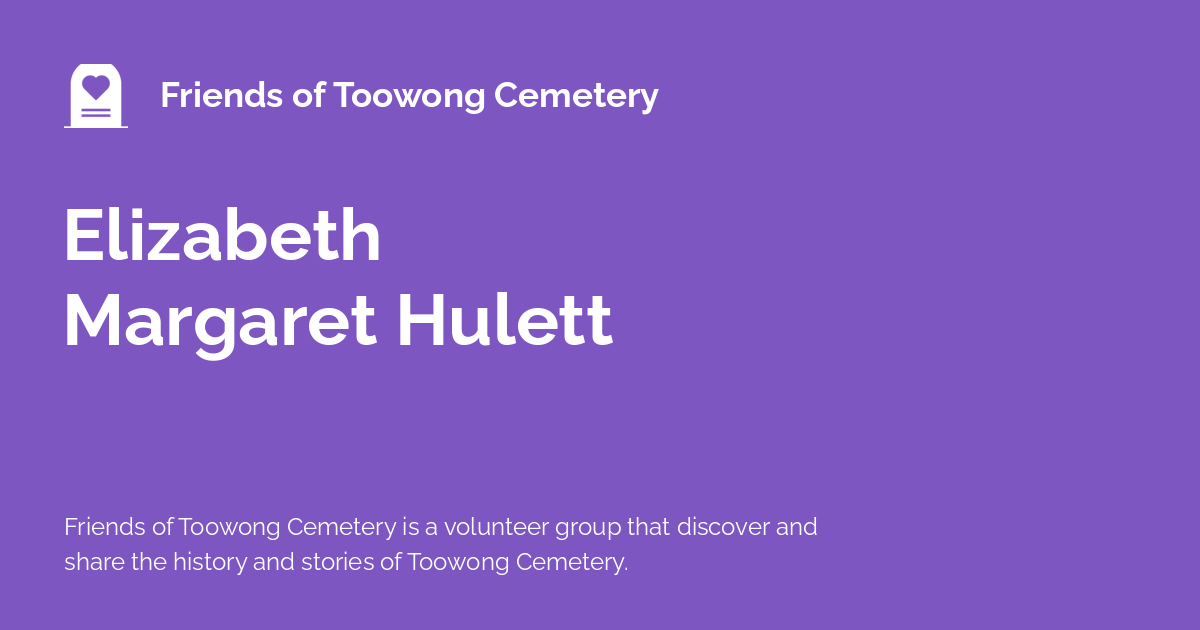 Friends of Toowong Cemetery
Elizabeth
Margaret Hulett
Friends of Toowong Cemetery is a volunteer group that discover and
share the history and stories of Toowong Cemetery.